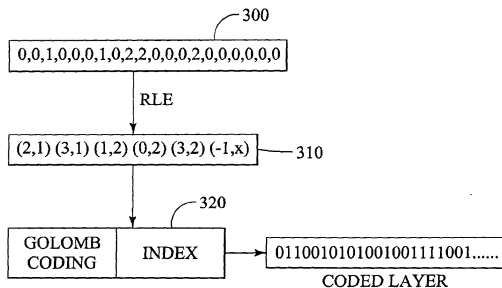 300
0,0,1,0,0,0,1,0,2,2,0,0,0,2,0,0,0,0,0,0
RLE
(2,1) (3,1) (1,2) (0,2) (3,2) (-1,x)
310
320
GOLOMB CODING
INDEX
0110010101001001111001......
CODED LAYER